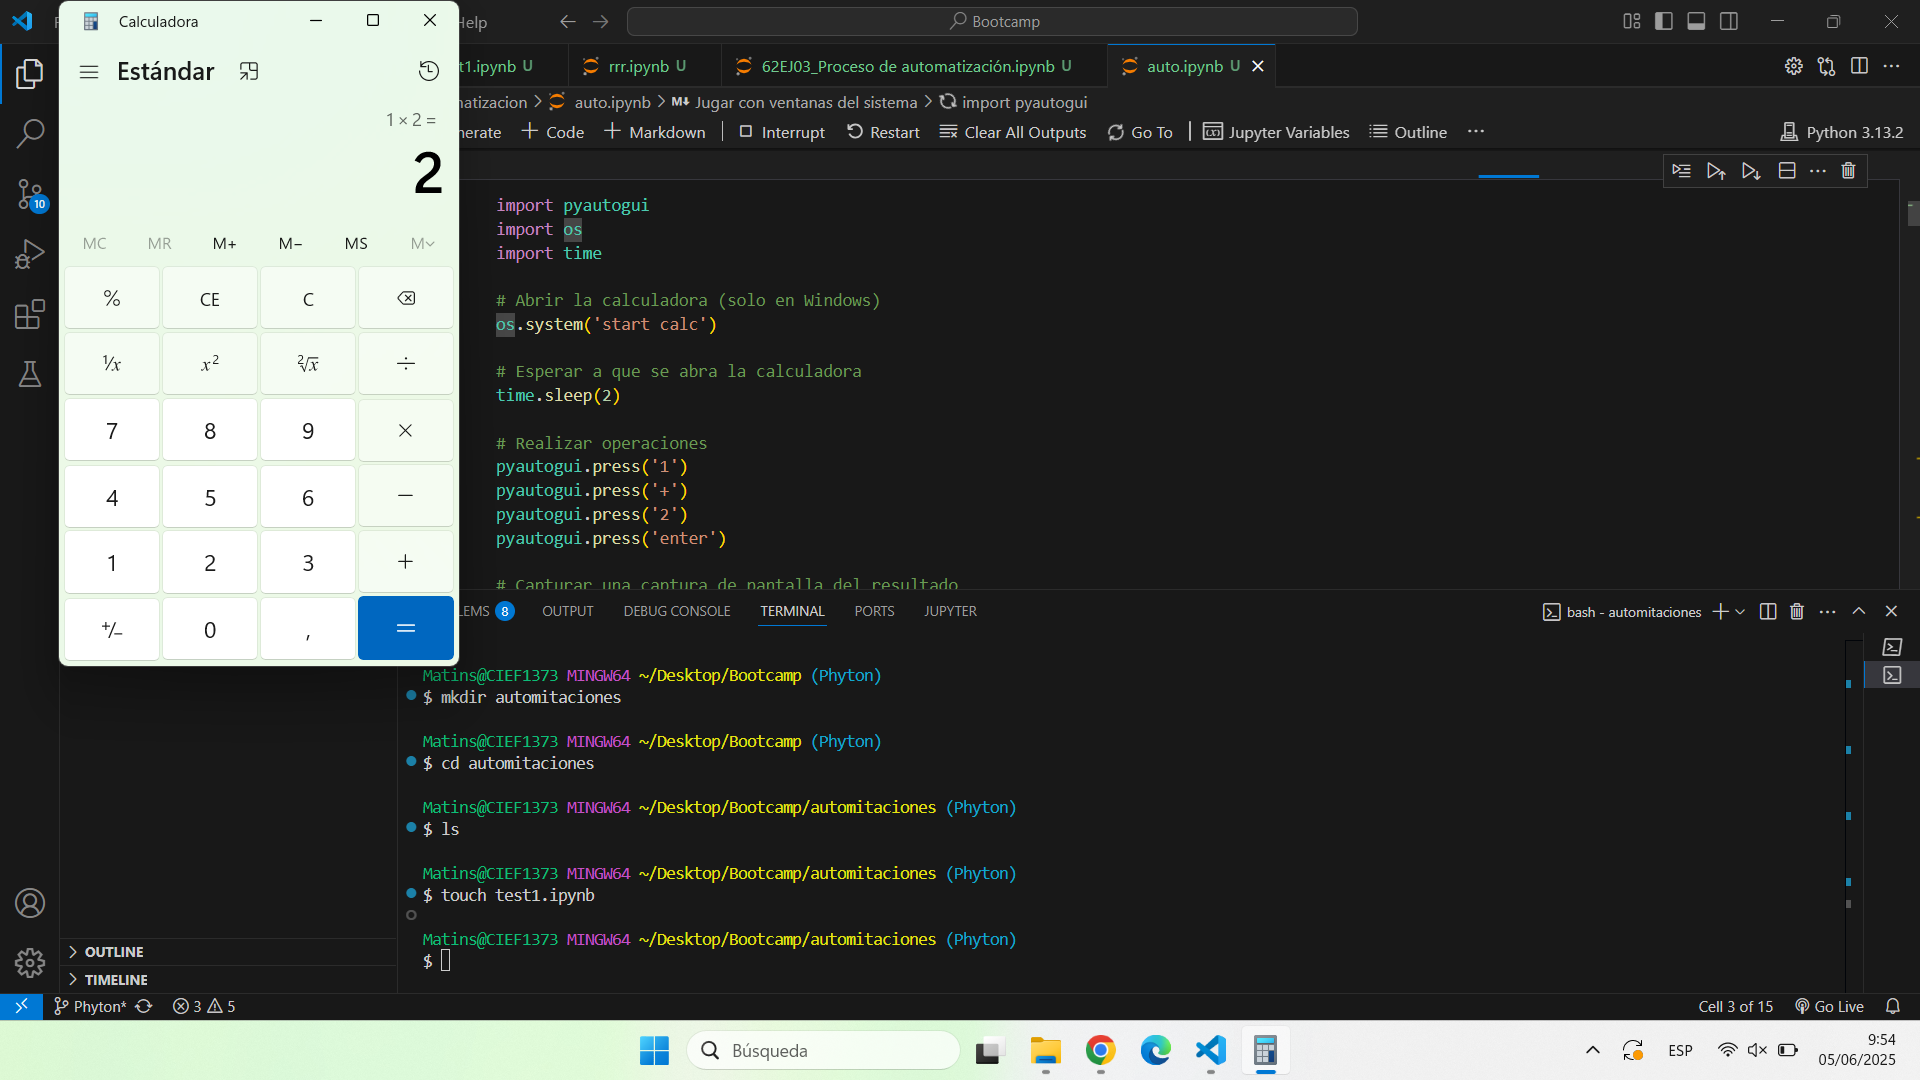 Calculadora
Help
Bootcamp
Estándar
1 × 2 =
2
MC MR M+ M− MS M
% CE C
⅟x x² ²√x ÷
7 8 9 ×
4 5 6 −
1 2 3 +
+/− 0 , =
t1.ipynb U
rrr.ipynb U
62EJ03_Proceso de automatización.ipynb U
auto.ipynb U
matizacion > auto.ipynb > M↓ Jugar con ventanas del sistema > import pyautogui
nerate + Code + Markdown Interrupt Restart Clear All Outputs Go To Jupyter Variables Outline ··· Python 3.13.2
10
import pyautogui
import os
import time
# Abrir la calculadora (solo en Windows)
os.system('start calc')
# Esperar a que se abra la calculadora
time.sleep(2)
# Realizar operaciones
pyautogui.press('1')
pyautogui.press('+')
pyautogui.press('2')
pyautogui.press('enter')
# Capturar una captura de pantalla del resultado
LEMS 8 OUTPUT DEBUG CONSOLE TERMINAL PORTS JUPYTER bash - automitaciones
Matins@CIEF1373 MINGW64 ~/Desktop/Bootcamp (Phyton)
$ mkdir automitaciones
Matins@CIEF1373 MINGW64 ~/Desktop/Bootcamp (Phyton)
$ cd automitaciones
Matins@CIEF1373 MINGW64 ~/Desktop/Bootcamp/automitaciones (Phyton)
$ ls
Matins@CIEF1373 MINGW64 ~/Desktop/Bootcamp/automitaciones (Phyton)
$ touch test1.ipynb
Matins@CIEF1373 MINGW64 ~/Desktop/Bootcamp/automitaciones (Phyton)
$
OUTLINE
TIMELINE
Phyton* 3 5 Cell 3 of 15 Go Live
Búsqueda
ESP
9:54
05/06/2025